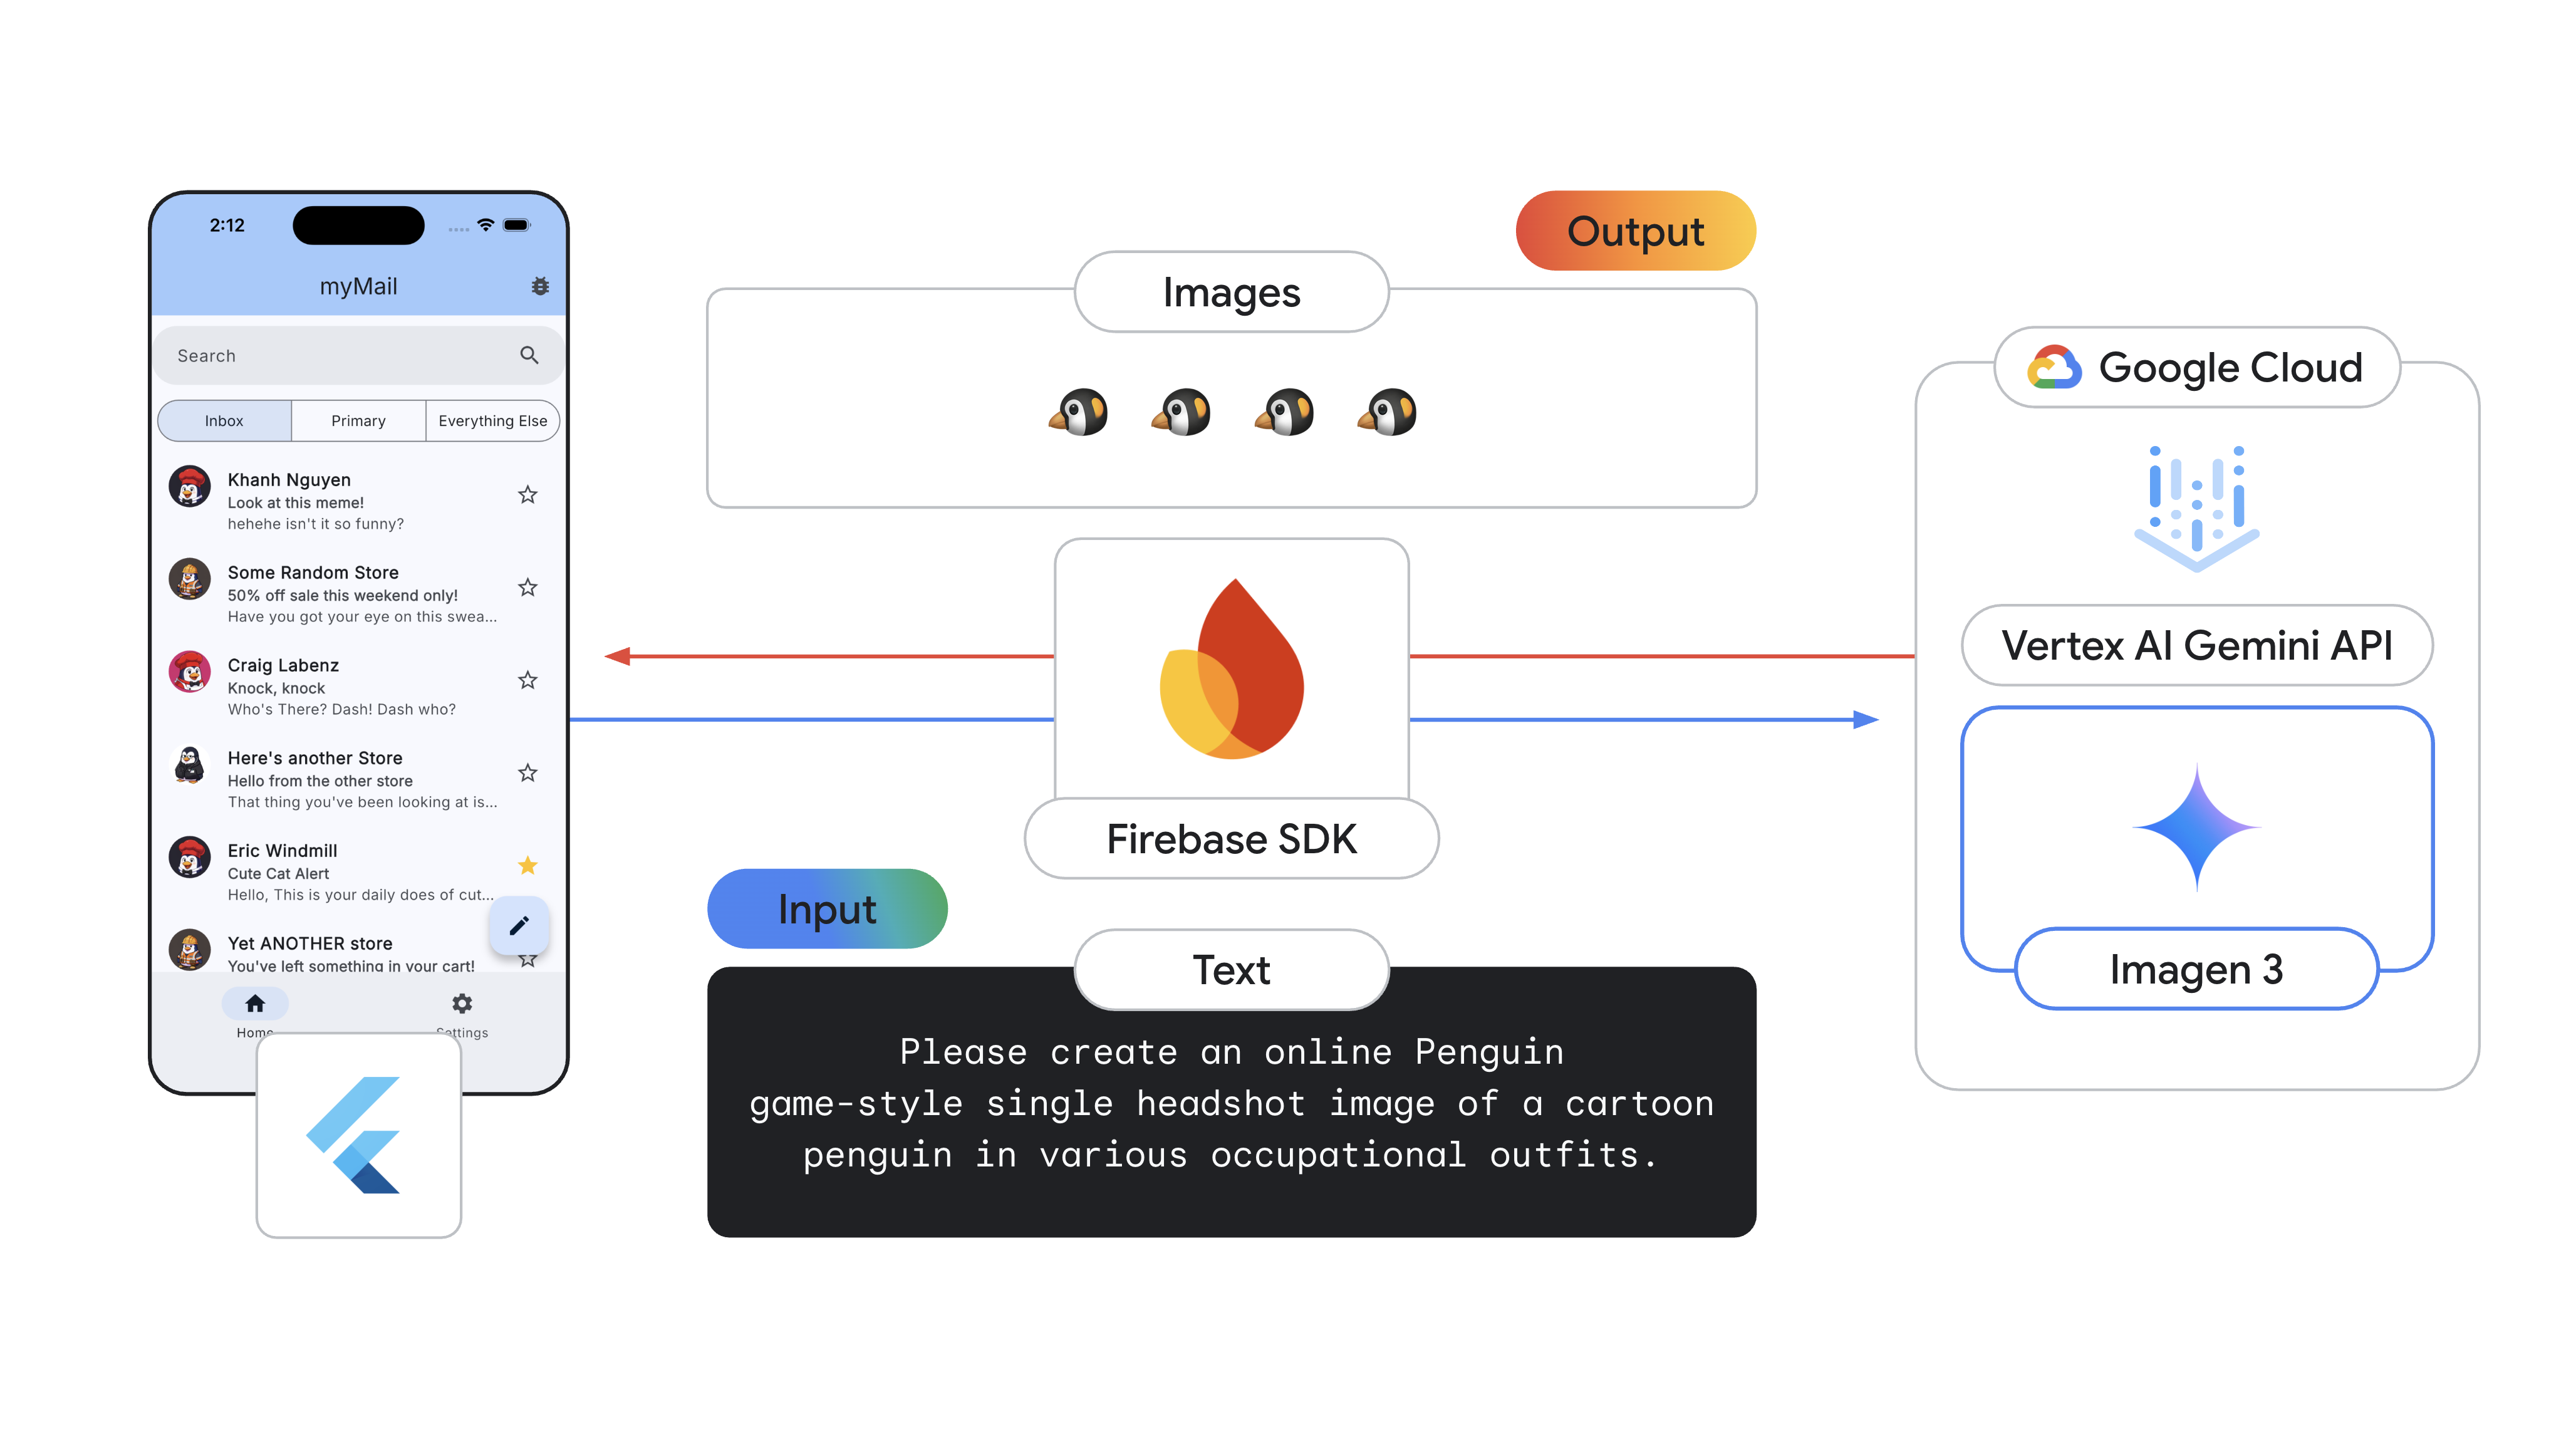 2:12
myMail
Search
Inbox
Primary
Everything Else
Khanh Nguyen
Look at this meme!
hehehe isn't it so funny?
Some Random Store
50% off sale this weekend only!
Have you got your eye on this swea...
Craig Labenz
Knock, knock
Who's There? Dash! Dash who?
Here's another Store
Hello from the other store
That thing you've been looking at is...
Eric Windmill
Cute Cat Alert
Hello, This is your daily does of cut...
Yet ANOTHER store
You've left something in your cart!
Home
Settings
Output
Images
Firebase SDK
Input
Text
Please create an online Penguin
game-style single headshot image of a cartoon
penguin in various occupational outfits.
Google Cloud
Vertex AI Gemini API
Imagen 3